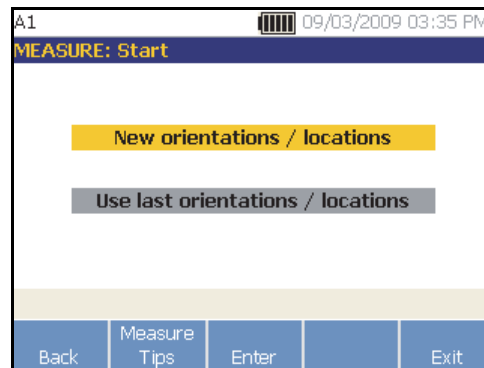 A1 09/03/2009 03:35 PM
MEASURE: Start
New orientations / locations
Use last orientations / locations
Back Measure Tips Enter Exit